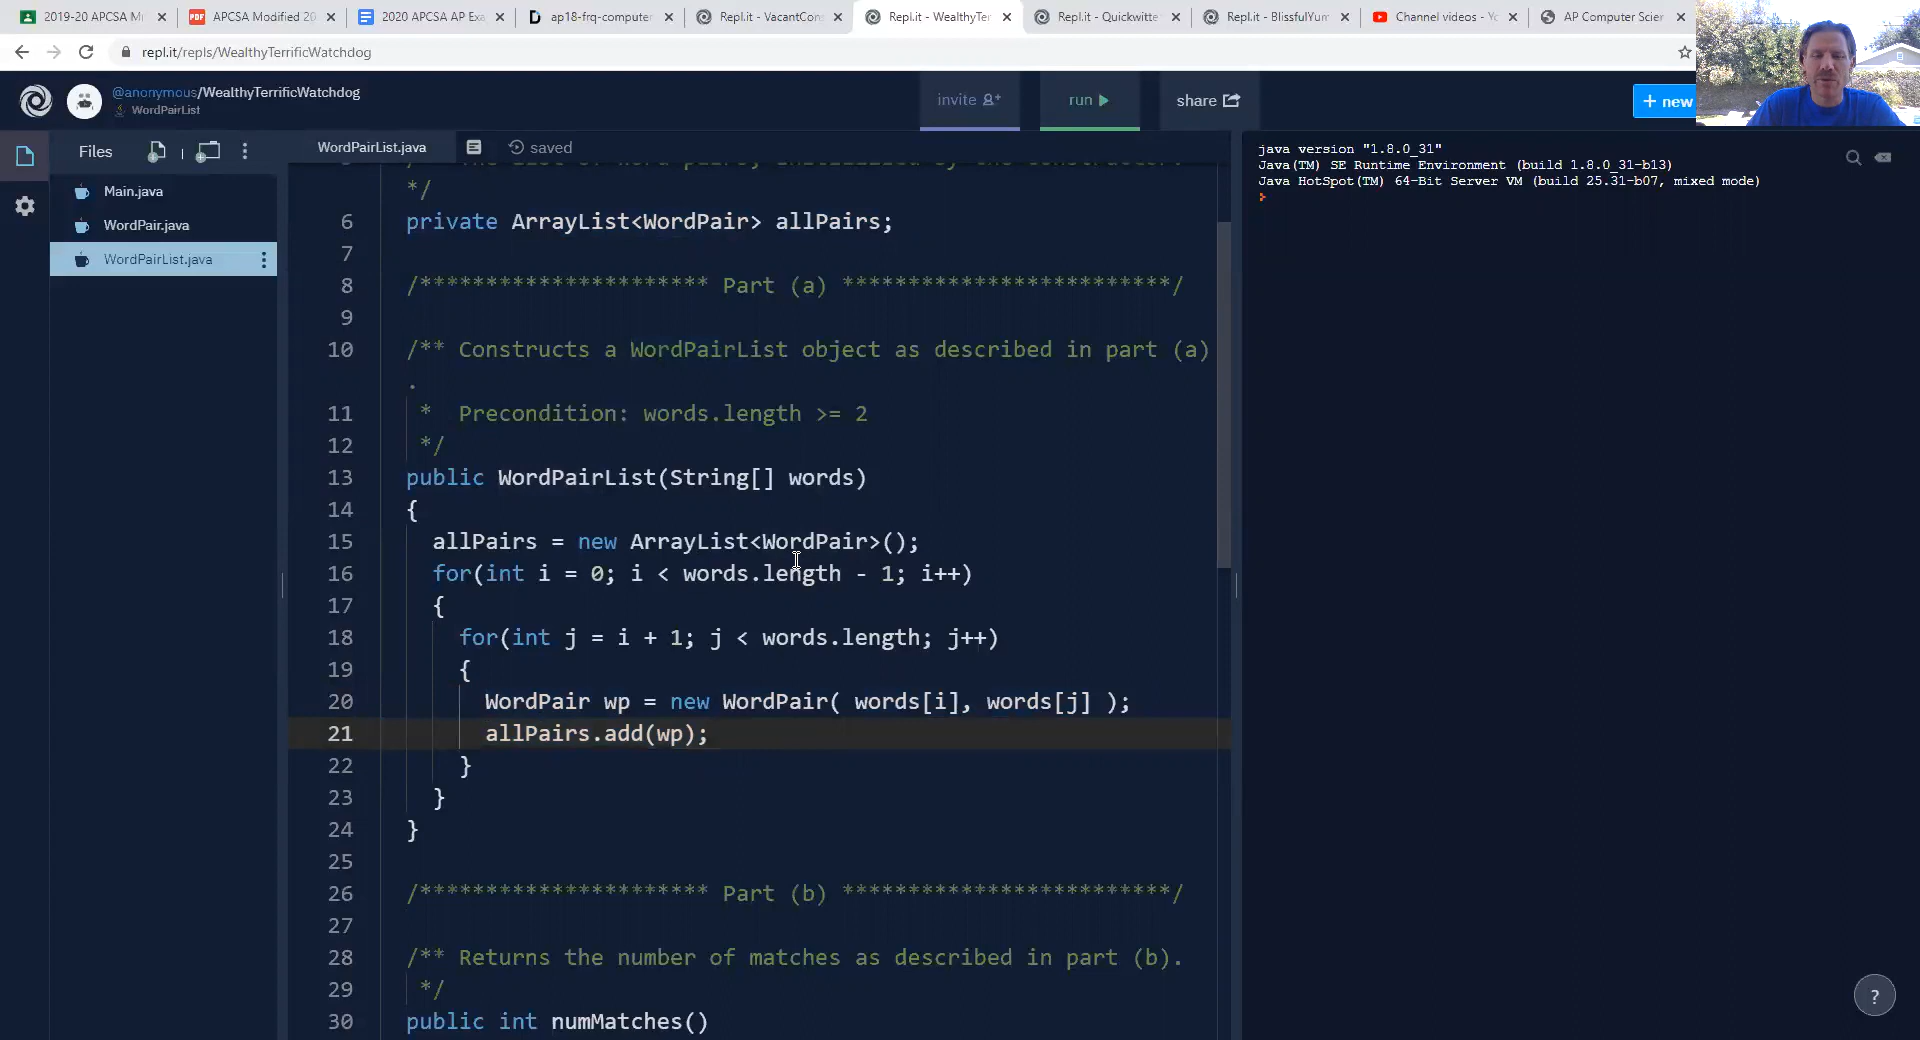 2019-20 APCSA M
APCSA Modified 20
2020 APCSA AP Exa
ap18-frq-computer
Repl.it - VacantCons
Repl.it - WealthyTer
Repl.it - Quickwitte
Repl.it - BlissfulYum
Channel videos - Yo
AP Computer Scien
repl.it/repls/WealthyTerrificWatchdog
@anonymous/WealthyTerrificWatchdog
WordPairList
invite
run
share
+ new
Files
WordPairList.java
saved
Main.java
WordPair.java
WordPairList.java
*/
6 private ArrayList<WordPair> allPairs;
7
8 /********************** Part (a) *************************/
9
10 /** Constructs a WordPairList object as described in part (a)
.
11 * Precondition: words.length >= 2
12 */
13 public WordPairList(String[] words)
14 {
15 allPairs = new ArrayList<WordPair>();
16 for(int i = 0; i < words.length - 1; i++)
17 {
18 for(int j = i + 1; j < words.length; j++)
19 {
20 WordPair wp = new WordPair( words[i], words[j] );
21 allPairs.add(wp);
22 }
23 }
24 }
25
26 /********************** Part (b) *************************/
27
28 /** Returns the number of matches as described in part (b).
29 */
30 public int numMatches()
java version "1.8.0_31"
Java(TM) SE Runtime Environment (build 1.8.0_31-b13)
Java HotSpot(TM) 64-Bit Server VM (build 25.31-b07, mixed mode)
?